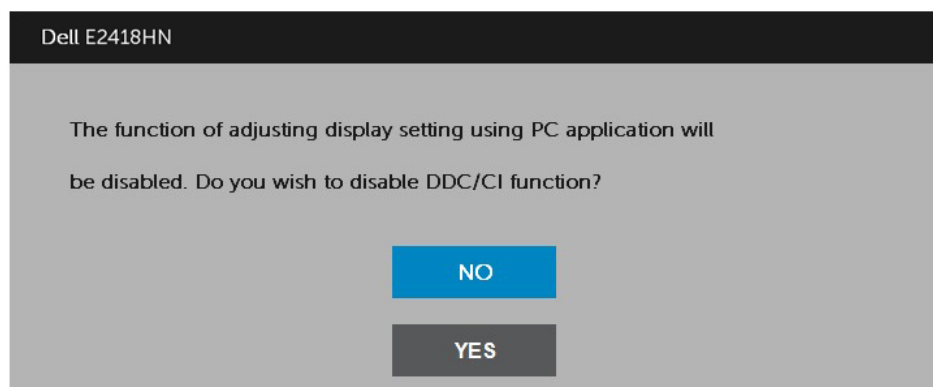 Dell E2418HN
The function of adjusting display setting using PC application will
be disabled. Do you wish to disable DDC/CI function?
NO
YES